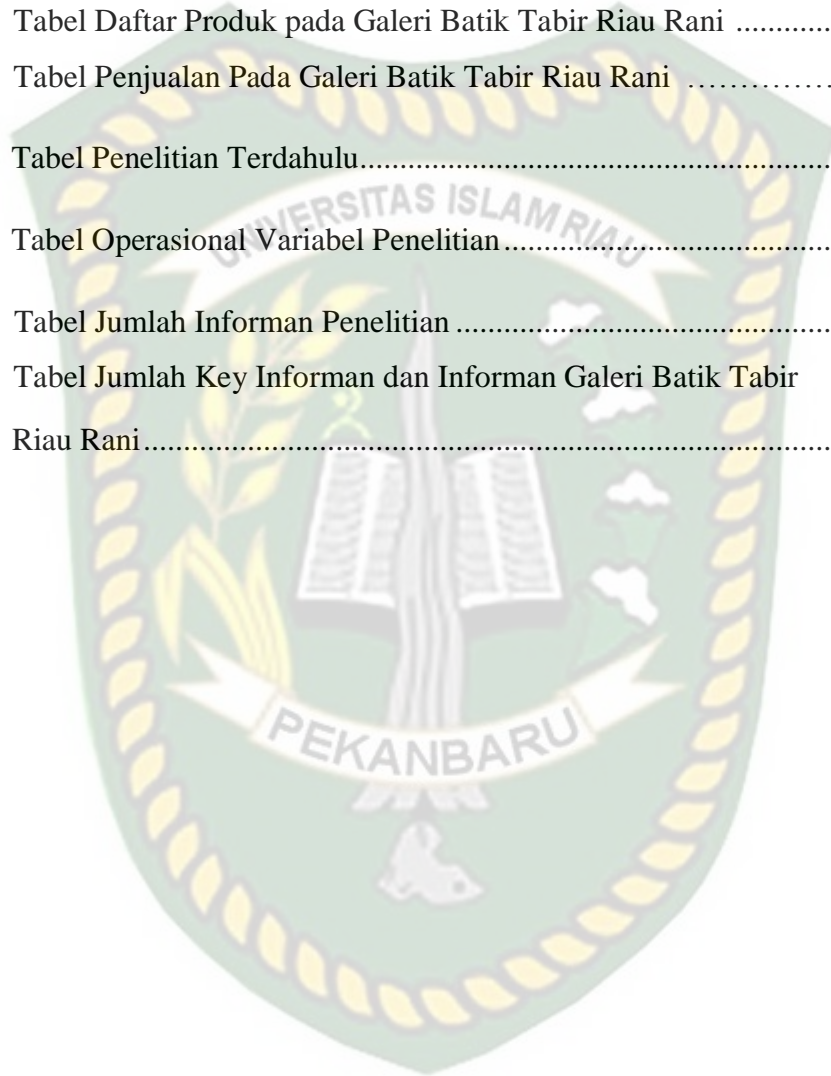 Tabel Daftar Produk pada Galeri Batik Tabir Riau Rani ............
Tabel Penjualan Pada Galeri Batik Tabir Riau Rani ……………
Tabel Penelitian Terdahulu...........................................................
UNIVERSITAS ISLAM RIAU
Tabel Operasional Variabel Penelitian.........................................
Tabel Jumlah Informan Penelitian ...............................................
Tabel Jumlah Key Informan dan Informan Galeri Batik Tabir
Riau Rani.....................................................................................
PEKANBARU